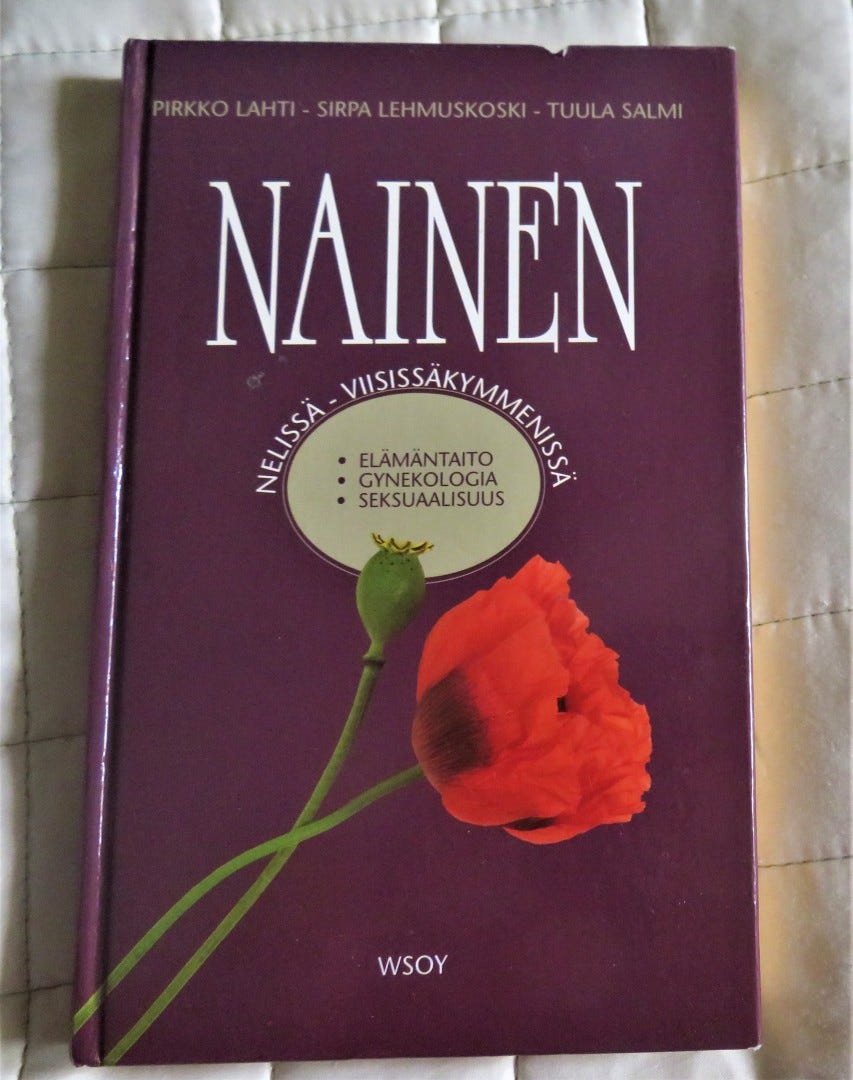 PIRKKO LAHTI - SIRPA LEHMUSKOSKI - TUULA SALMI
NAINEN
NELISSÄ - VIISISSÄKYMMENISSÄ
• ELÄMÄNTAITO
• GYNEKOLOGIA
• SEKSUAALISUUS
WSOY